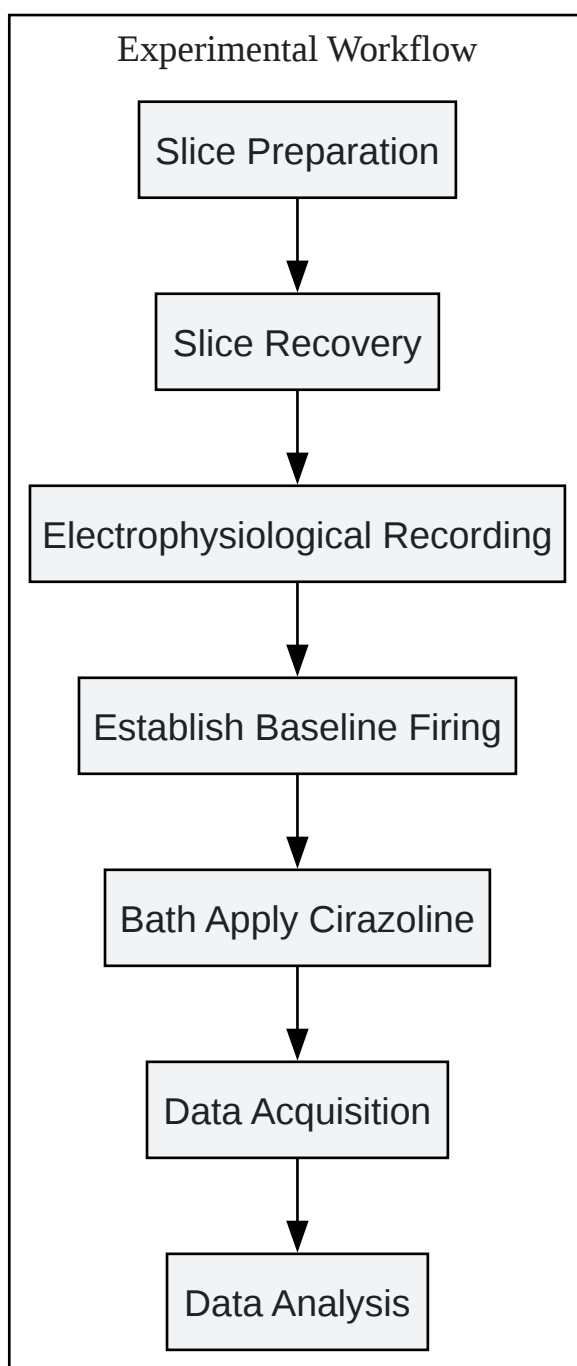 Experimental Workflow
Slice Preparation
Slice Recovery
Electrophysiological Recording
Establish Baseline Firing
Bath Apply Cirazoline
Data Acquisition
Data Analysis